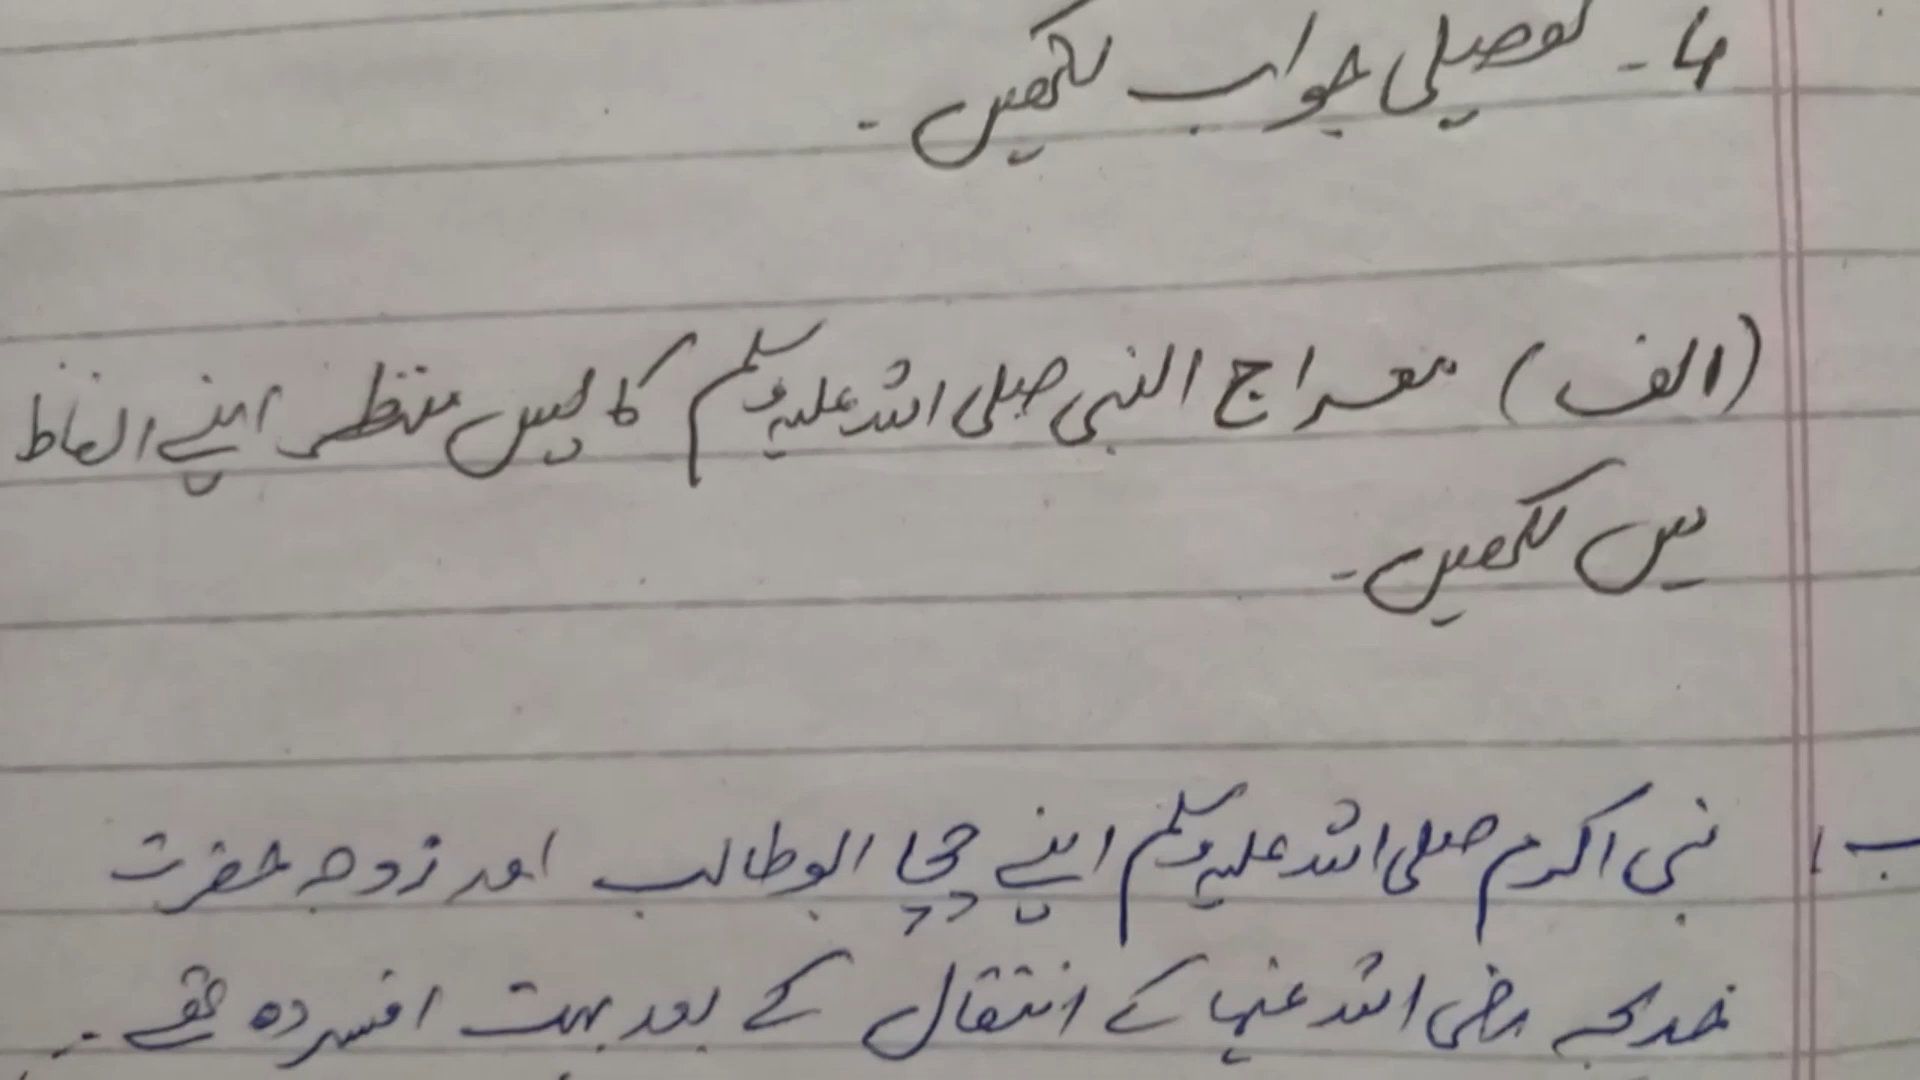 4۔ تفصیلی جواب لکھیں۔
(الف) معراج النبی صلی اللہ علیہ وسلم کا پس منظر اپنے الفاظ
میں لکھیں۔
ج۔ نبی اکرم صلی اللہ علیہ وسلم اپنے چچا ابو طالب اور زوجہ حضرت
خدیجہ رضی اللہ عنہا کے انتقال کے بعد بہت افسردہ تھے۔